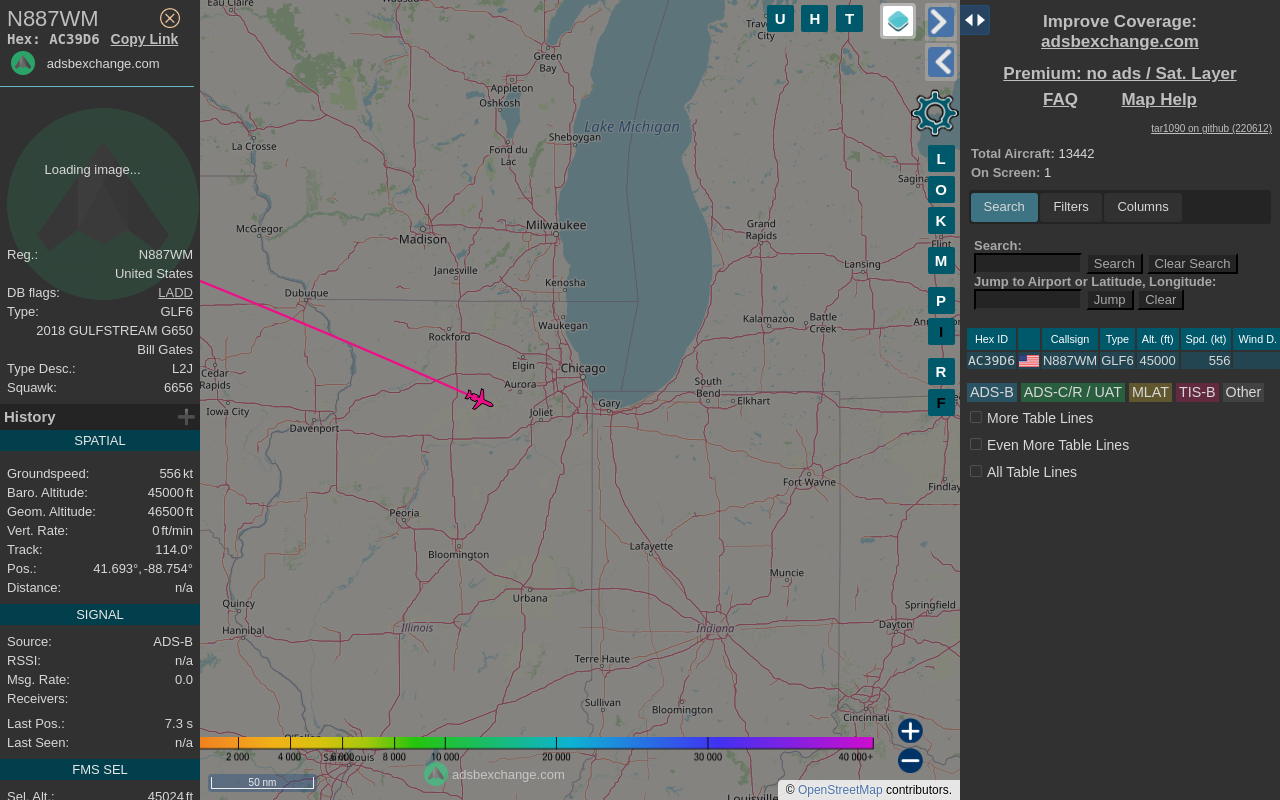 N887WM
Hex: AC39D6 Copy Link
adsbexchange.com
Loading image...
Reg.: N887WM
United States
DB flags: LADD
Type: GLF6
2018 GULFSTREAM G650
Bill Gates
Type Desc.: L2J
Squawk: 6656
History
SPATIAL
Groundspeed: 556 kt
Baro. Altitude: 45000 ft
Geom. Altitude: 46500 ft
Vert. Rate: 0 ft/min
Track: 114.0°
Pos.: 41.693°, -88.754°
Distance: n/a
SIGNAL
Source: ADS-B
RSSI: n/a
Msg. Rate: 0.0
Receivers:
Last Pos.: 7.3 s
Last Seen: n/a
FMS SEL
Sel. Alt.: 45024 ft
Eau Claire
Green
Bay
Appleton
Oshkosh
Lake Michigan
Sheboygan
La Crosse
Fond du
Lac
McGregor
Milwaukee
Madison
Grand
Rapids
Flint
Janesville
Lansing
Kenosha
Dubuque
Waukegan
Kalamazoo
Battle
Creek
Rockford
Elgin
Chicago
Cedar
Rapids
Aurora
South
Bend
Elkhart
Iowa City
Joliet
Gary
Davenport
Fort Wayne
Findlay
Peoria
Bloomington
Lafayette
Muncie
Urbana
Quincy
Springfield
Hannibal
Illinois
Indiana
Dayton
Terre Haute
Sullivan
Bloomington
Cincinnati
O'Fallon
Saint Louis
Louisville
2 000 4 000 6 000 8 000 10 000 20 000 30 000 40 000+
50 nm
adsbexchange.com
© OpenStreetMap contributors.
U H T
L
O
K
M
P
I
R
F
Improve Coverage:
adsbexchange.com
Premium: no ads / Sat. Layer
FAQ Map Help
tar1090 on github (220612)
Total Aircraft: 13442
On Screen: 1
Search Filters Columns
Search:
Search Clear Search
Jump to Airport or Latitude, Longitude:
Jump Clear
Hex ID Callsign Type Alt. (ft) Spd. (kt) Wind D.
AC39D6 N887WM GLF6 45000 556
ADS-B ADS-C/R / UAT MLAT TIS-B Other
More Table Lines
Even More Table Lines
All Table Lines